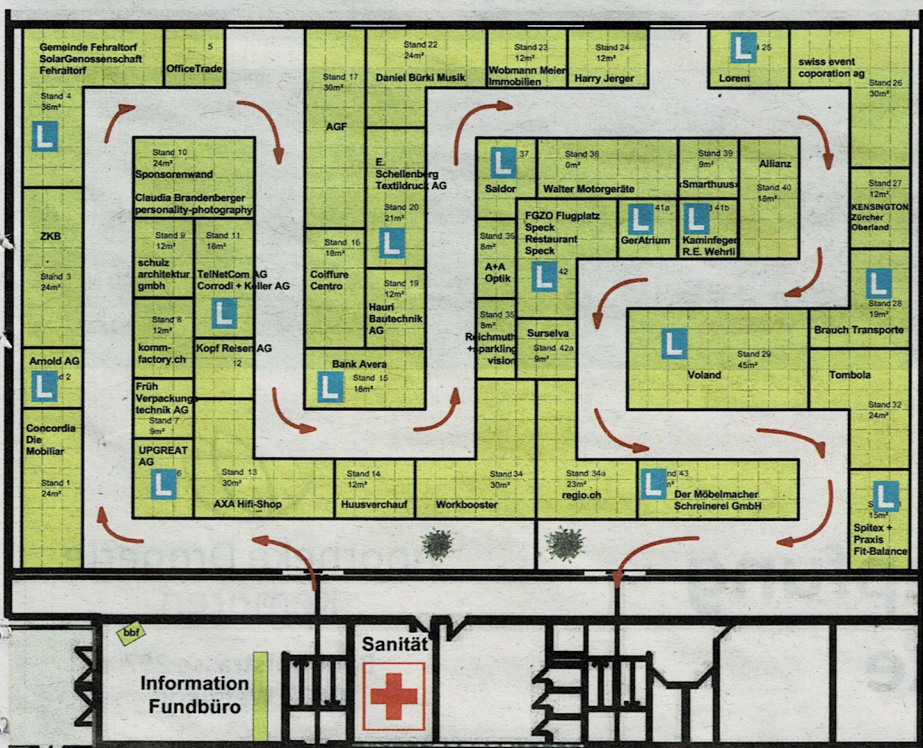 Gemeinde Fehraltorf
SolarGenossenschaft
Fehraltorf
Stand 4
36m²
L
5
OfficeTrade
Stand 17
30m²
AGF
Stand 22
24m²
Daniel Bürki Musik
Stand 23
12m²
Wobmann Meier
Immobilien
Stand 24
12m²
Harry Jerger
L
25
Lorem
swiss event
coporation ag
Stand 26
30m²
Stand 10
24m²
Sponsorenwand
Claudia Brandenberger
personality-photography
E.
Schellenberg
Textildruck AG
Stand 20
21m²
L
L
37
Saldor
Stand 38
0m²
Walter Motorgeräte
Stand 39
9m²
‹Smarthuus›
Allianz
Stand 40
18m²
Stand 27
12m²
KENSINGTON
Zürcher
Oberland
ZKB
Stand 3
24m²
Stand 9
12m²
schulz
architektur
gmbh
Stand 11
18m²
TelNetCom AG
Corrodi + Keller AG
L
Stand 16
18m²
Coiffure
Centro
Stand 19
12m²
Hauri
Bautechnik
AG
Stand 36
8m²
A+A
Optik
FGZO Flugplatz
Speck
Restaurant
Speck
L
42
L
41a
GerAtrium
L
41b
Kaminfeger
R.E. Wehrli
L
Stand 28
19m²
Brauch Transporte
Stand 8
12m²
komm-
factory.ch
Kopf Reisen AG
12
Stand 35
8m²
Reichmuth
+sparkling
vision
Surselva
Stand 42a
9m²
L
Stand 29
45m²
Voland
Arnold AG
L
d 2
Bank Avera
L
Stand 15
18m²
Tombola
Stand 32
24m²
Früh
Verpackungs
technik AG
Stand 7
9m²
Concordia
Die
Mobiliar
Stand 1
24m²
UPGREAT
AG
L
6
Stand 13
30m²
AXA Hifi-Shop
Stand 14
12m²
Huusverchauf
Stand 34
30m²
Workbooster
Stand 34a
23m²
regio.ch
L
43
Der Möbelmacher
Schreinerei GmbH
L
15m²
Spitex +
Praxis
Fit-Balance
bbf
Information
Fundbüro
Sanität